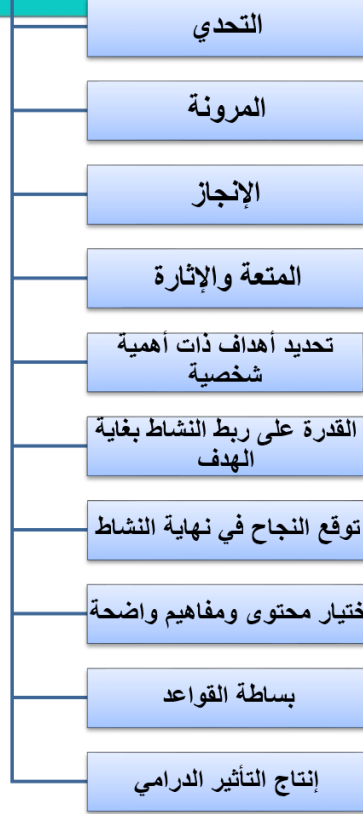 التحدي
المرونة
الإنجاز
المتعة والإثارة
تحديد أهداف ذات أهمية
شخصية
القدرة على ربط النشاط بغاية
الهدف
توقع النجاح في نهاية النشاط
ختيار محتوى ومفاهيم واضحة
بساطة القواعد
إنتاج التأثير الدرامي